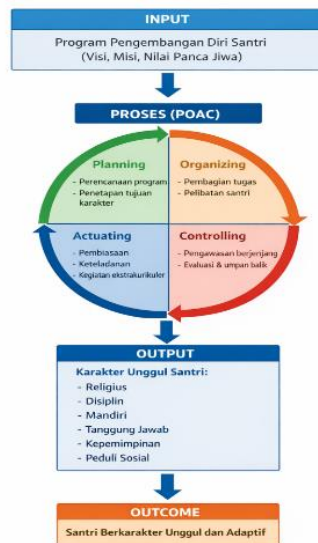 INPUT
Program Pengembangan Diri Santri
(Visi, Misi, Nilai Panca Jiwa)
PROSES (POAC)
Planning
- Perencanaan program.
- Penetapan tujuan
karakter
Organizing
- Pembagian tugas
- Pelibatan santri
Actuating
- Pembiasaan
- Keteladanan
- Kegiatan ekstrakurikuler
Controlling
- Pengawasan berjenjang
- Evaluasi & umpan balik
OUTPUT
Karakter Unggul Santri:
- Religius
- Disiplin
- Mandiri
- Tanggung Jawab
- Kepemimpinan
- Peduli Sosial
OUTCOME
Santri Berkarakter Unggul dan Adaptif